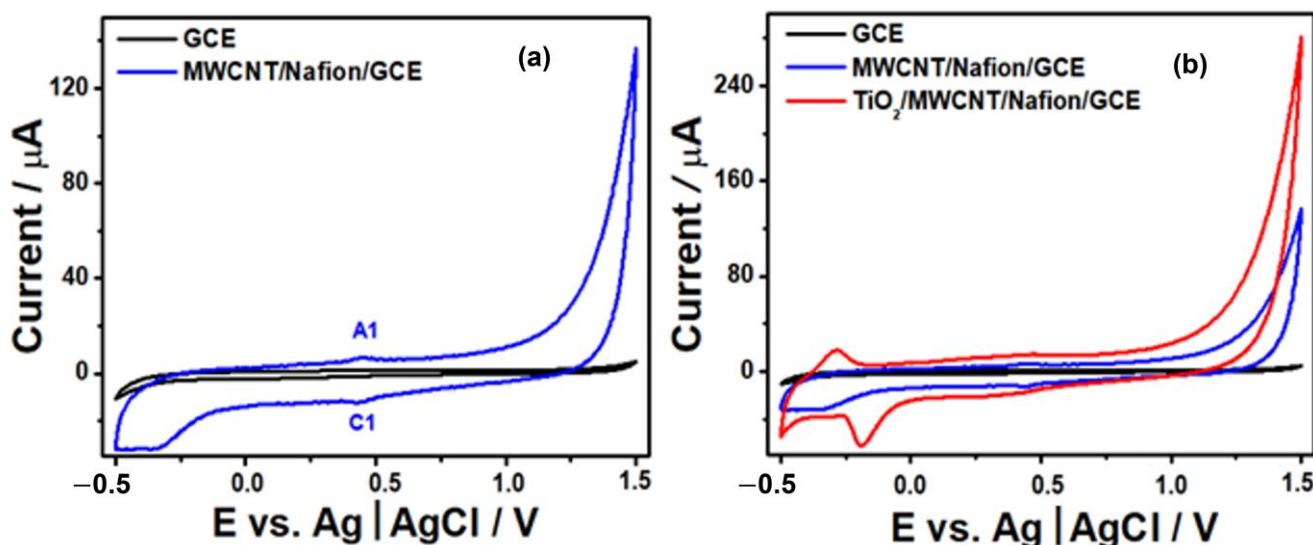 GCE
MWCNT/Nafion/GCE
(a)
120
80
40
0
A1
C1
−0.5
0.0
0.5
1.0
1.5
Current / μA
E vs. Ag|AgCl / V
GCE
MWCNT/Nafion/GCE
TiO₂/MWCNT/Nafion/GCE
(b)
240
160
80
0
−0.5
0.0
0.5
1.0
1.5
Current / μA
E vs. Ag|AgCl / V